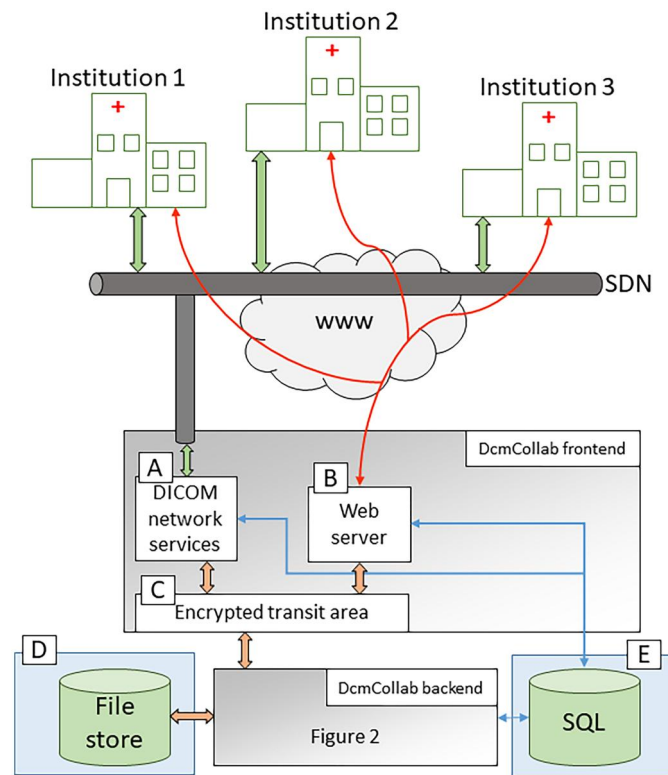 Institution 2
Institution 1
Institution 3
SDN
www
DcmCollab frontend
A
B
DICOM
network
services
Web
server
C
Encrypted transit area
D
E
DcmCollab backend
File
store
Figure 2
SQL